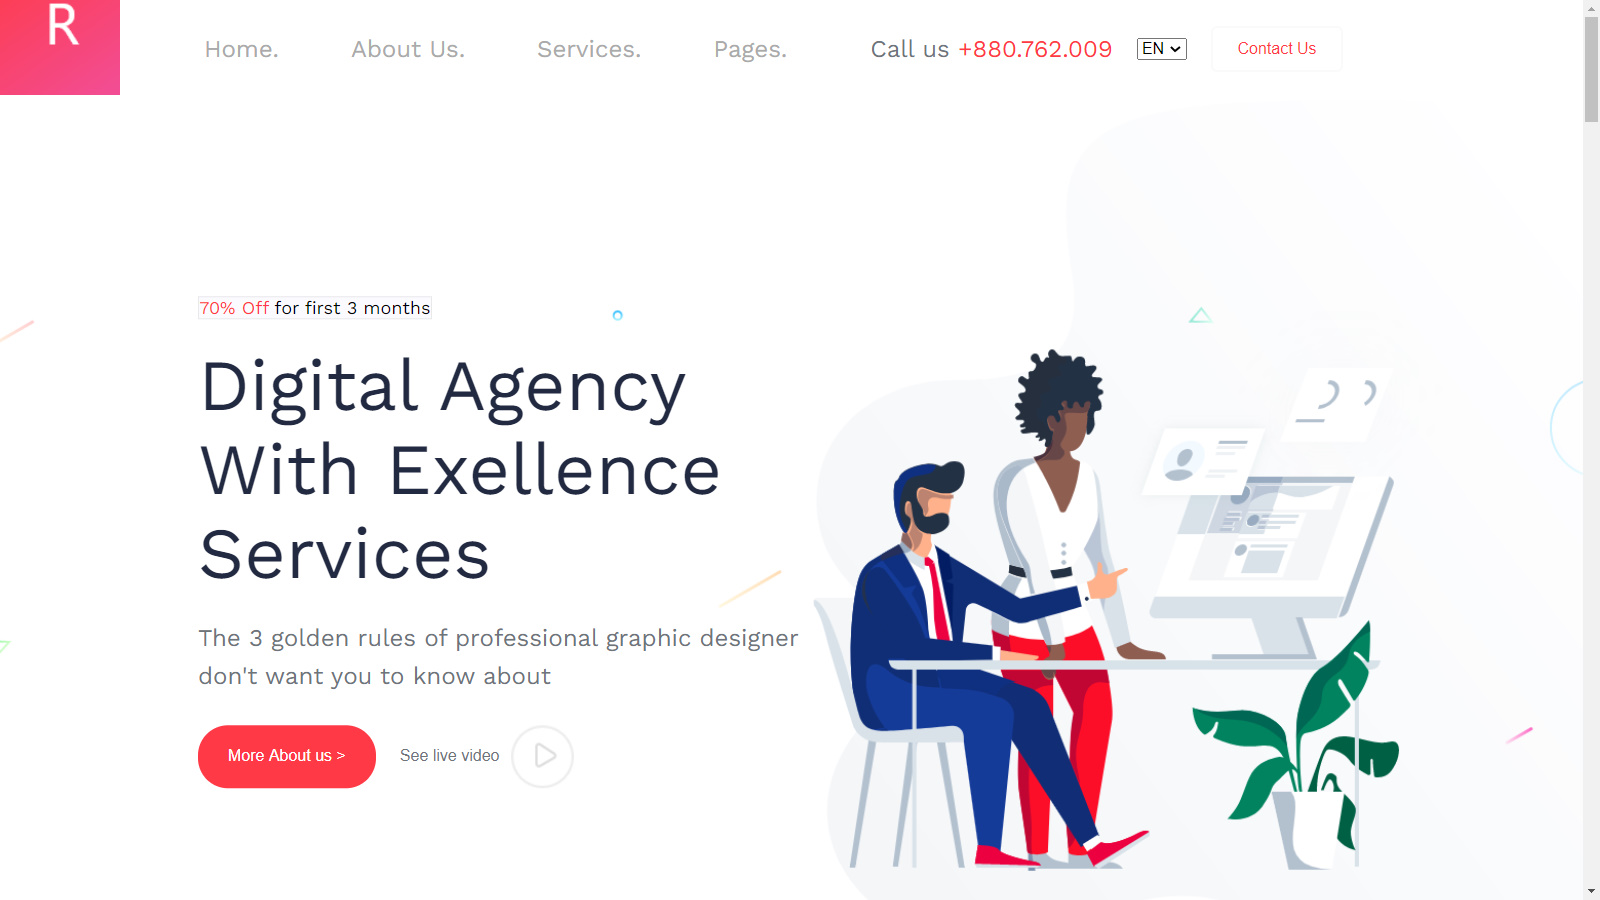 R
Home. About Us. Services. Pages. Call us +880.762.009 EN Contact Us
70% Off for first 3 months
Digital Agency
With Exellence
Services
The 3 golden rules of professional graphic designer
don't want you to know about
More About us > See live video